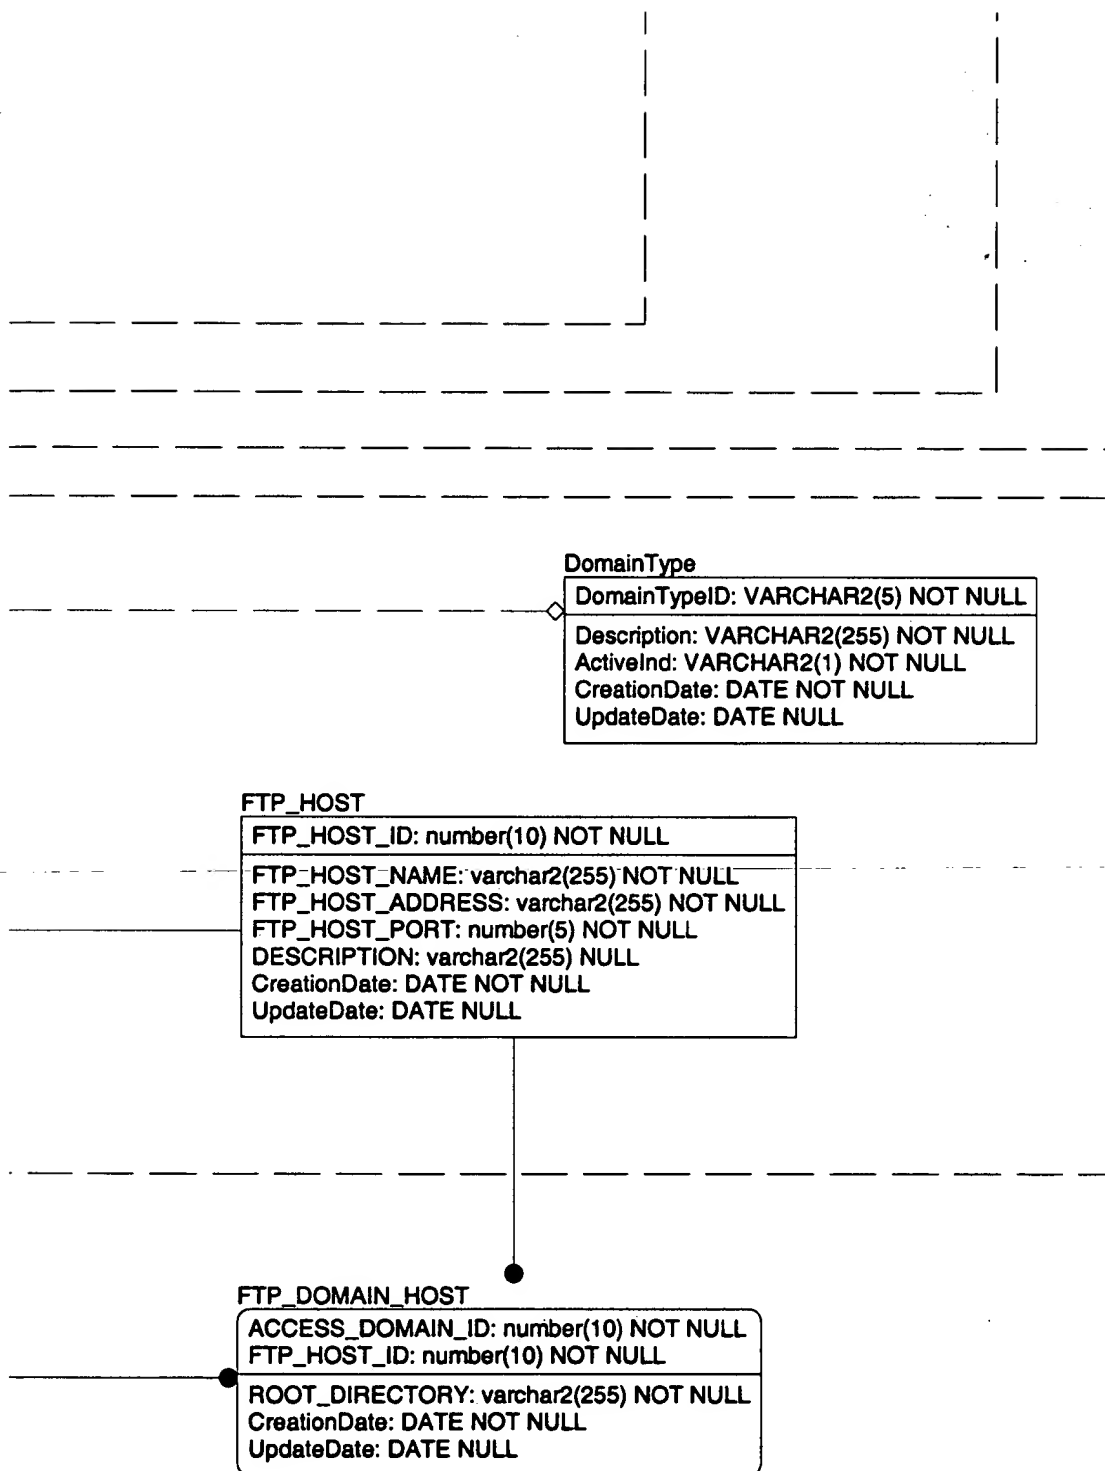 DomainType
DomainTypeID: VARCHAR2(5) NOT NULL
Description: VARCHAR2(255) NOT NULL
ActiveInd: VARCHAR2(1) NOT NULL
CreationDate: DATE NOT NULL
UpdateDate: DATE NULL
FTP_HOST
FTP_HOST_ID: number(10) NOT NULL
FTP_HOST_NAME: varchar2(255) NOT NULL
FTP_HOST_ADDRESS: varchar2(255) NOT NULL
FTP_HOST_PORT: number(5) NOT NULL
DESCRIPTION: varchar2(255) NULL
CreationDate: DATE NOT NULL
UpdateDate: DATE NULL
FTP_DOMAIN_HOST
ACCESS_DOMAIN_ID: number(10) NOT NULL
FTP_HOST_ID: number(10) NOT NULL
ROOT_DIRECTORY: varchar2(255) NOT NULL
CreationDate: DATE NOT NULL
UpdateDate: DATE NULL